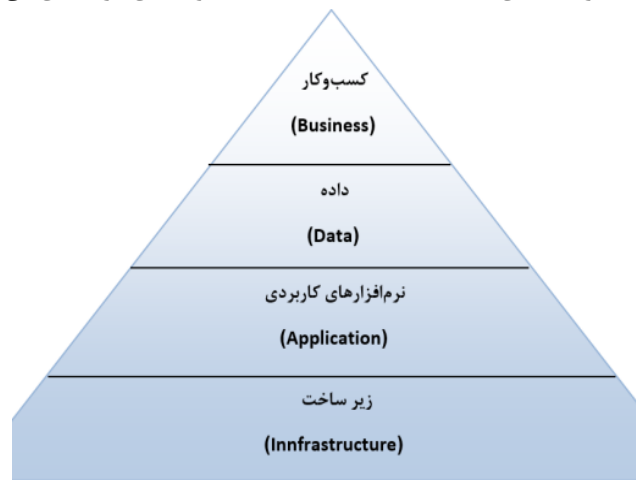 کسب‌وکار
(Business)
داده
(Data)
نرم‌افزارهای کاربردی
(Application)
زیر ساخت
(Innfrastructure)